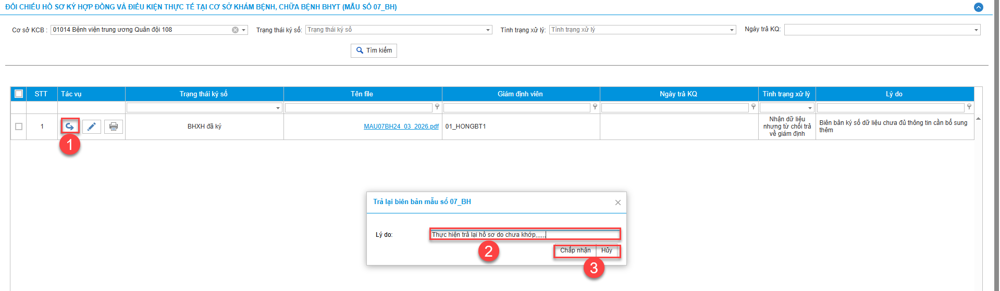 ĐỐI CHIẾU HỒ SƠ KÝ HỢP ĐỒNG VÀ ĐIỀU KIỆN THỰC TẾ TẠI CƠ SỞ KHÁM BỆNH, CHỮA BỆNH BHYT (MẪU SỐ 07_BH)
Cơ sở KCB : 01014 Bệnh viện trung ương Quân đội 108 Trạng thái ký số: Trạng thái ký số Tình trạng xử lý: Tình trạng xử lý Ngày trả KQ:
Tìm kiếm
STT Tác vụ Trạng thái ký số Tên file Giám định viên Ngày trả KQ Tình trạng xử lý Lý do
1 BHXH đã ký MAU07BH24_03_2026.pdf 01_HONGBT1 Nhận dữ liệu nhưng từ chối trả về giám định Biên bản ký số dữ liệu chưa đủ thông tin cần bổ sung thêm
1
Trả lại biên bản mẫu số 07_BH
Lý do: Thực hiện trả lại hồ sơ do chưa khớp,,,,,,
2
Chấp nhận Hủy
3